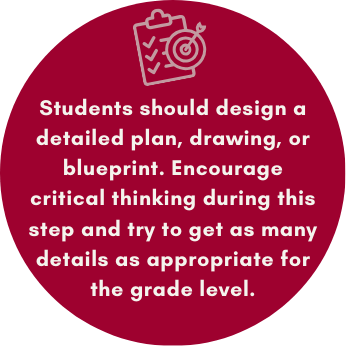 Students should design a
detailed plan, drawing, or
blueprint. Encourage
critical thinking during this
step and try to get as many
details as appropriate for
the grade level.